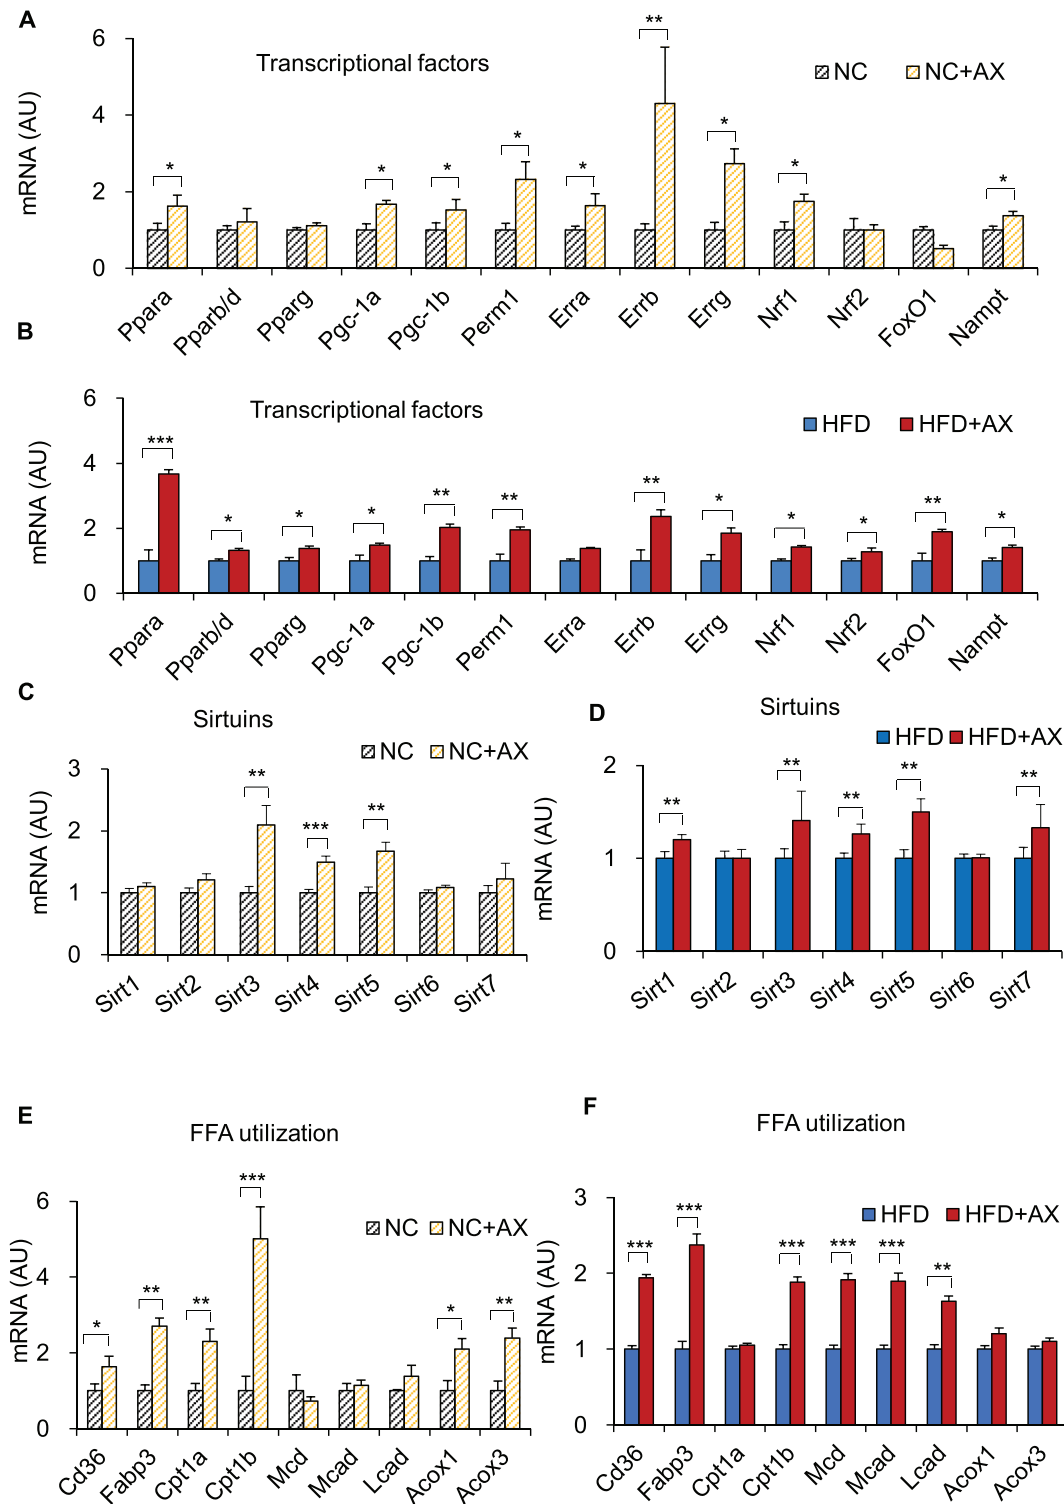 A
Transcriptional factors
NC NC+AX
mRNA (AU)
6
4
2
0
** 
* * * * * * * * *
Ppara Pparb/d Pparg Pgc-1a Pgc-1b Perm1 Erra Errb Errg Nrf1 Nrf2 FoxO1 Nampt
B
Transcriptional factors
HFD HFD+AX
mRNA (AU)
6
4
2
0
*** * * * ** ** ** * * * ** *
Ppara Pparb/d Pparg Pgc-1a Pgc-1b Perm1 Erra Errb Errg Nrf1 Nrf2 FoxO1 Nampt
C
Sirtuins
NC NC+AX
mRNA (AU)
3
2
1
0
** *** **
Sirt1 Sirt2 Sirt3 Sirt4 Sirt5 Sirt6 Sirt7
D
Sirtuins
HFD HFD+AX
mRNA (AU)
2
1
0
** ** ** ** **
Sirt1 Sirt2 Sirt3 Sirt4 Sirt5 Sirt6 Sirt7
E
FFA utilization
NC NC+AX
mRNA (AU)
6
4
2
0
* ** ** *** * **
Cd36 Fabp3 Cpt1a Cpt1b Mcd Mcad Lcad Acox1 Acox3
F
FFA utilization
HFD HFD+AX
mRNA (AU)
3
2
1
0
*** *** *** *** *** **
Cd36 Fabp3 Cpt1a Cpt1b Mcd Mcad Lcad Acox1 Acox3